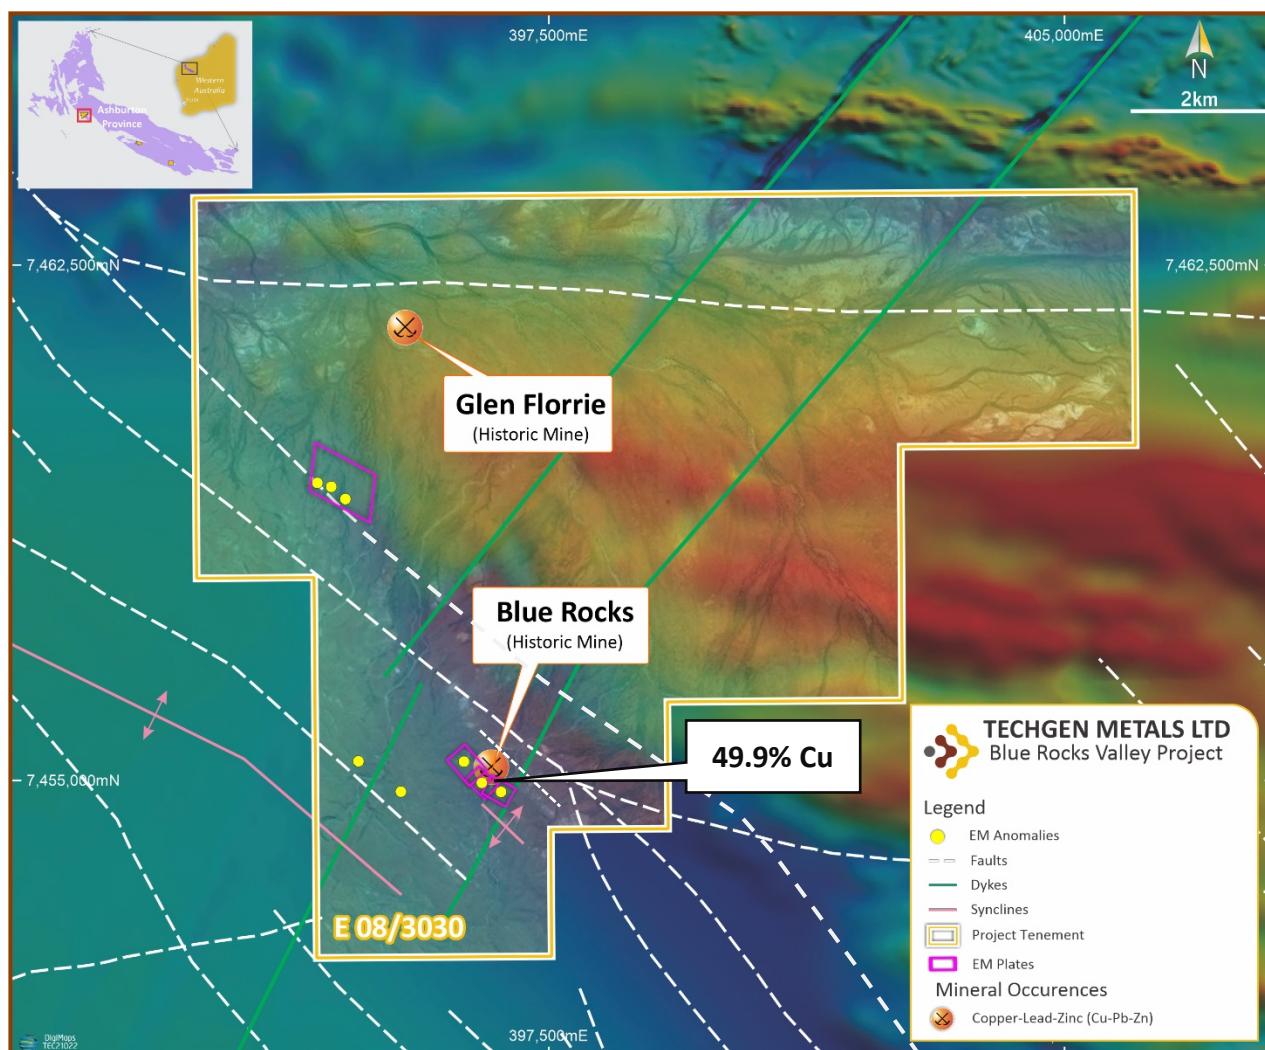 397,500mE
405,000mE
N
2km
Western
Australia
Ashburton
Province
7,462,500mN
7,462,500mN
Glen Florrie
(Historic Mine)
Blue Rocks
(Historic Mine)
49.9% Cu
7,455,000mN
E 08/3030
TECHGEN METALS LTD
Blue Rocks Valley Project
Legend
EM Anomalies
Faults
Dykes
Synclines
Project Tenement
EM Plates
Mineral Occurences
Copper-Lead-Zinc (Cu-Pb-Zn)
397,500mE
DigiMaps
TEC21022